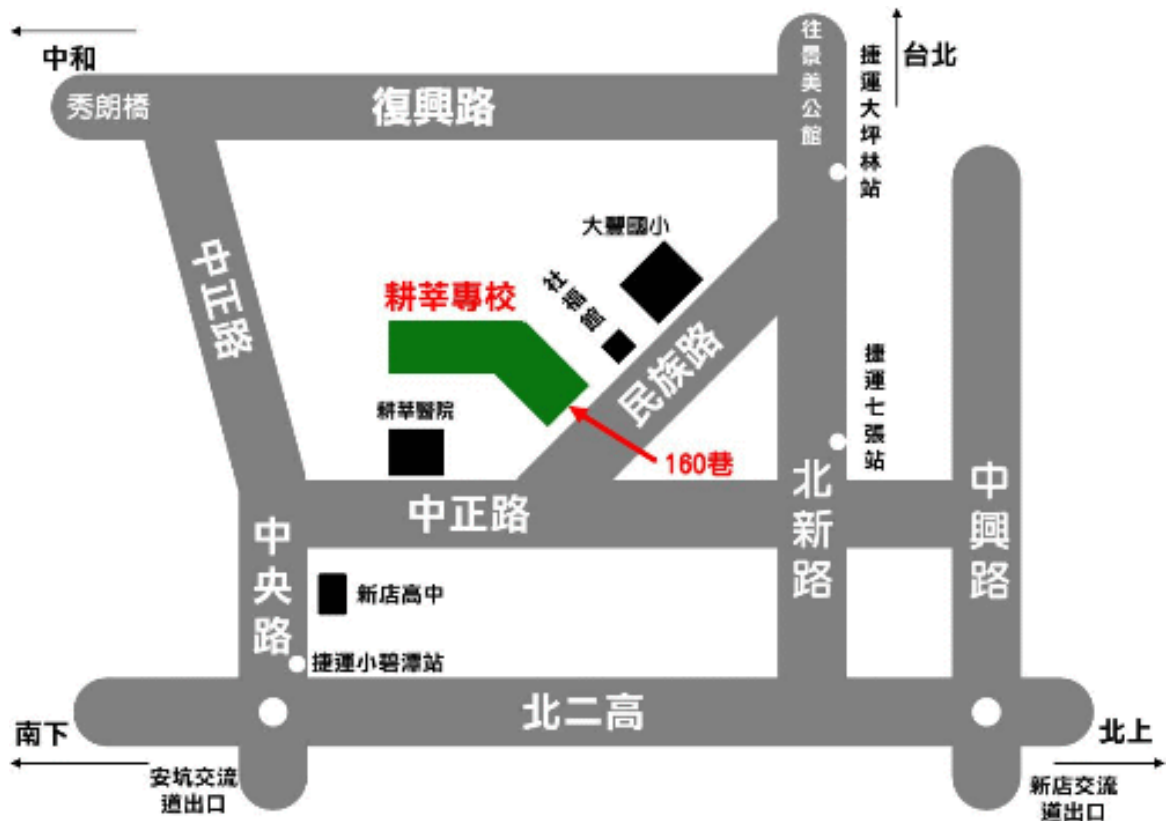 中和
台北
往景美公館
秀朗橋
復興路
捷運大坪林站
大豐國小
中正路
社福館
耕莘專校
民族路
捷運七張站
耕莘醫院
160巷
北新路
中興路
中正路
中央路
新店高中
捷運小碧潭站
北二高
南下
北上
安坑交流
道出口
新店交流
道出口